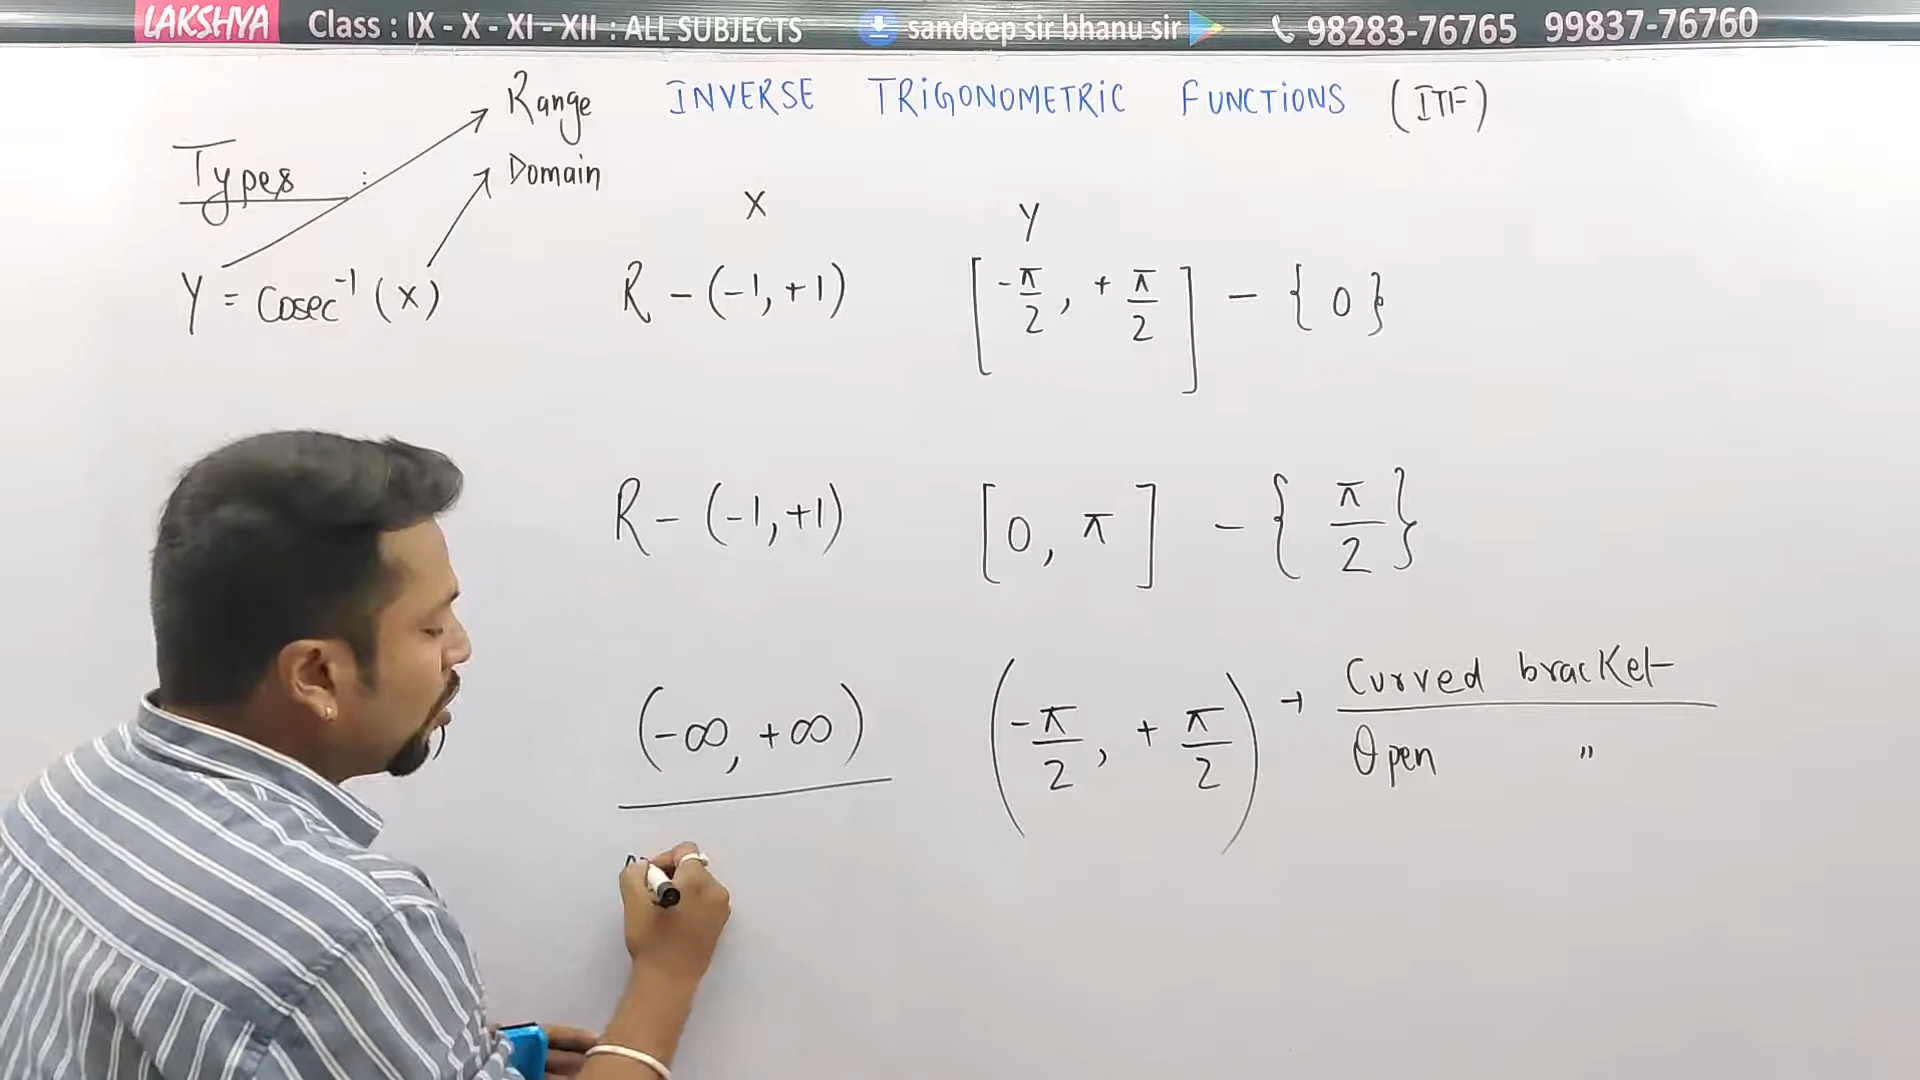 LAKSHYA Class : IX - X - XI - XII : ALL SUBJECTS sandeep sir bhanu sir 98283-76765 99837-76760
Range INVERSE TRIGONOMETRIC FUNCTIONS (ITF)
Types : Domain
X Y
Y = Cosec⁻¹ (X) R - (-1, +1) [-π/2, +π/2] - {0}
R - (-1, +1) [0, π] - {π/2}
(-∞, +∞) (-π/2, +π/2) → Curved bracket
Open "